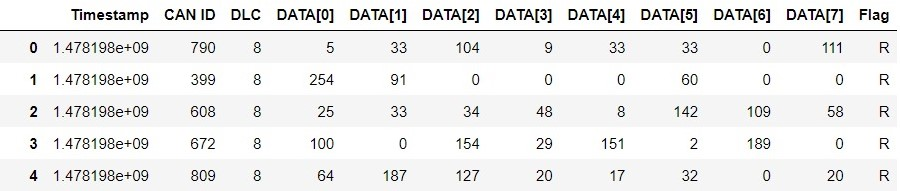 Timestamp CAN ID DLC DATA[0] DATA[1] DATA[2] DATA[3] DATA[4] DATA[5] DATA[6] DATA[7] Flag
0 1.478198e+09 790 8 5 33 104 9 33 33 0 111 R
1 1.478198e+09 399 8 254 91 0 0 0 60 0 0 R
2 1.478198e+09 608 8 25 33 34 48 8 142 109 58 R
3 1.478198e+09 672 8 100 0 154 29 151 2 189 0 R
4 1.478198e+09 809 8 64 187 127 20 17 32 0 20 R